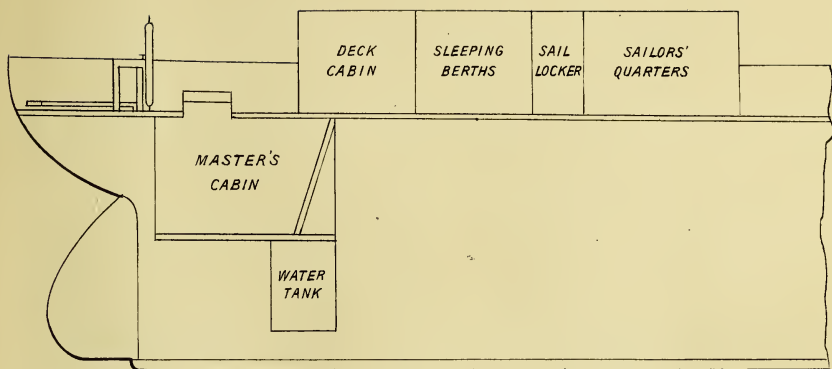 DECK
CABIN
SLEEPING
BERTHS
SAIL
LOCKER
SAILORS'
QUARTERS
MASTER'S
CABIN
WATER
TANK